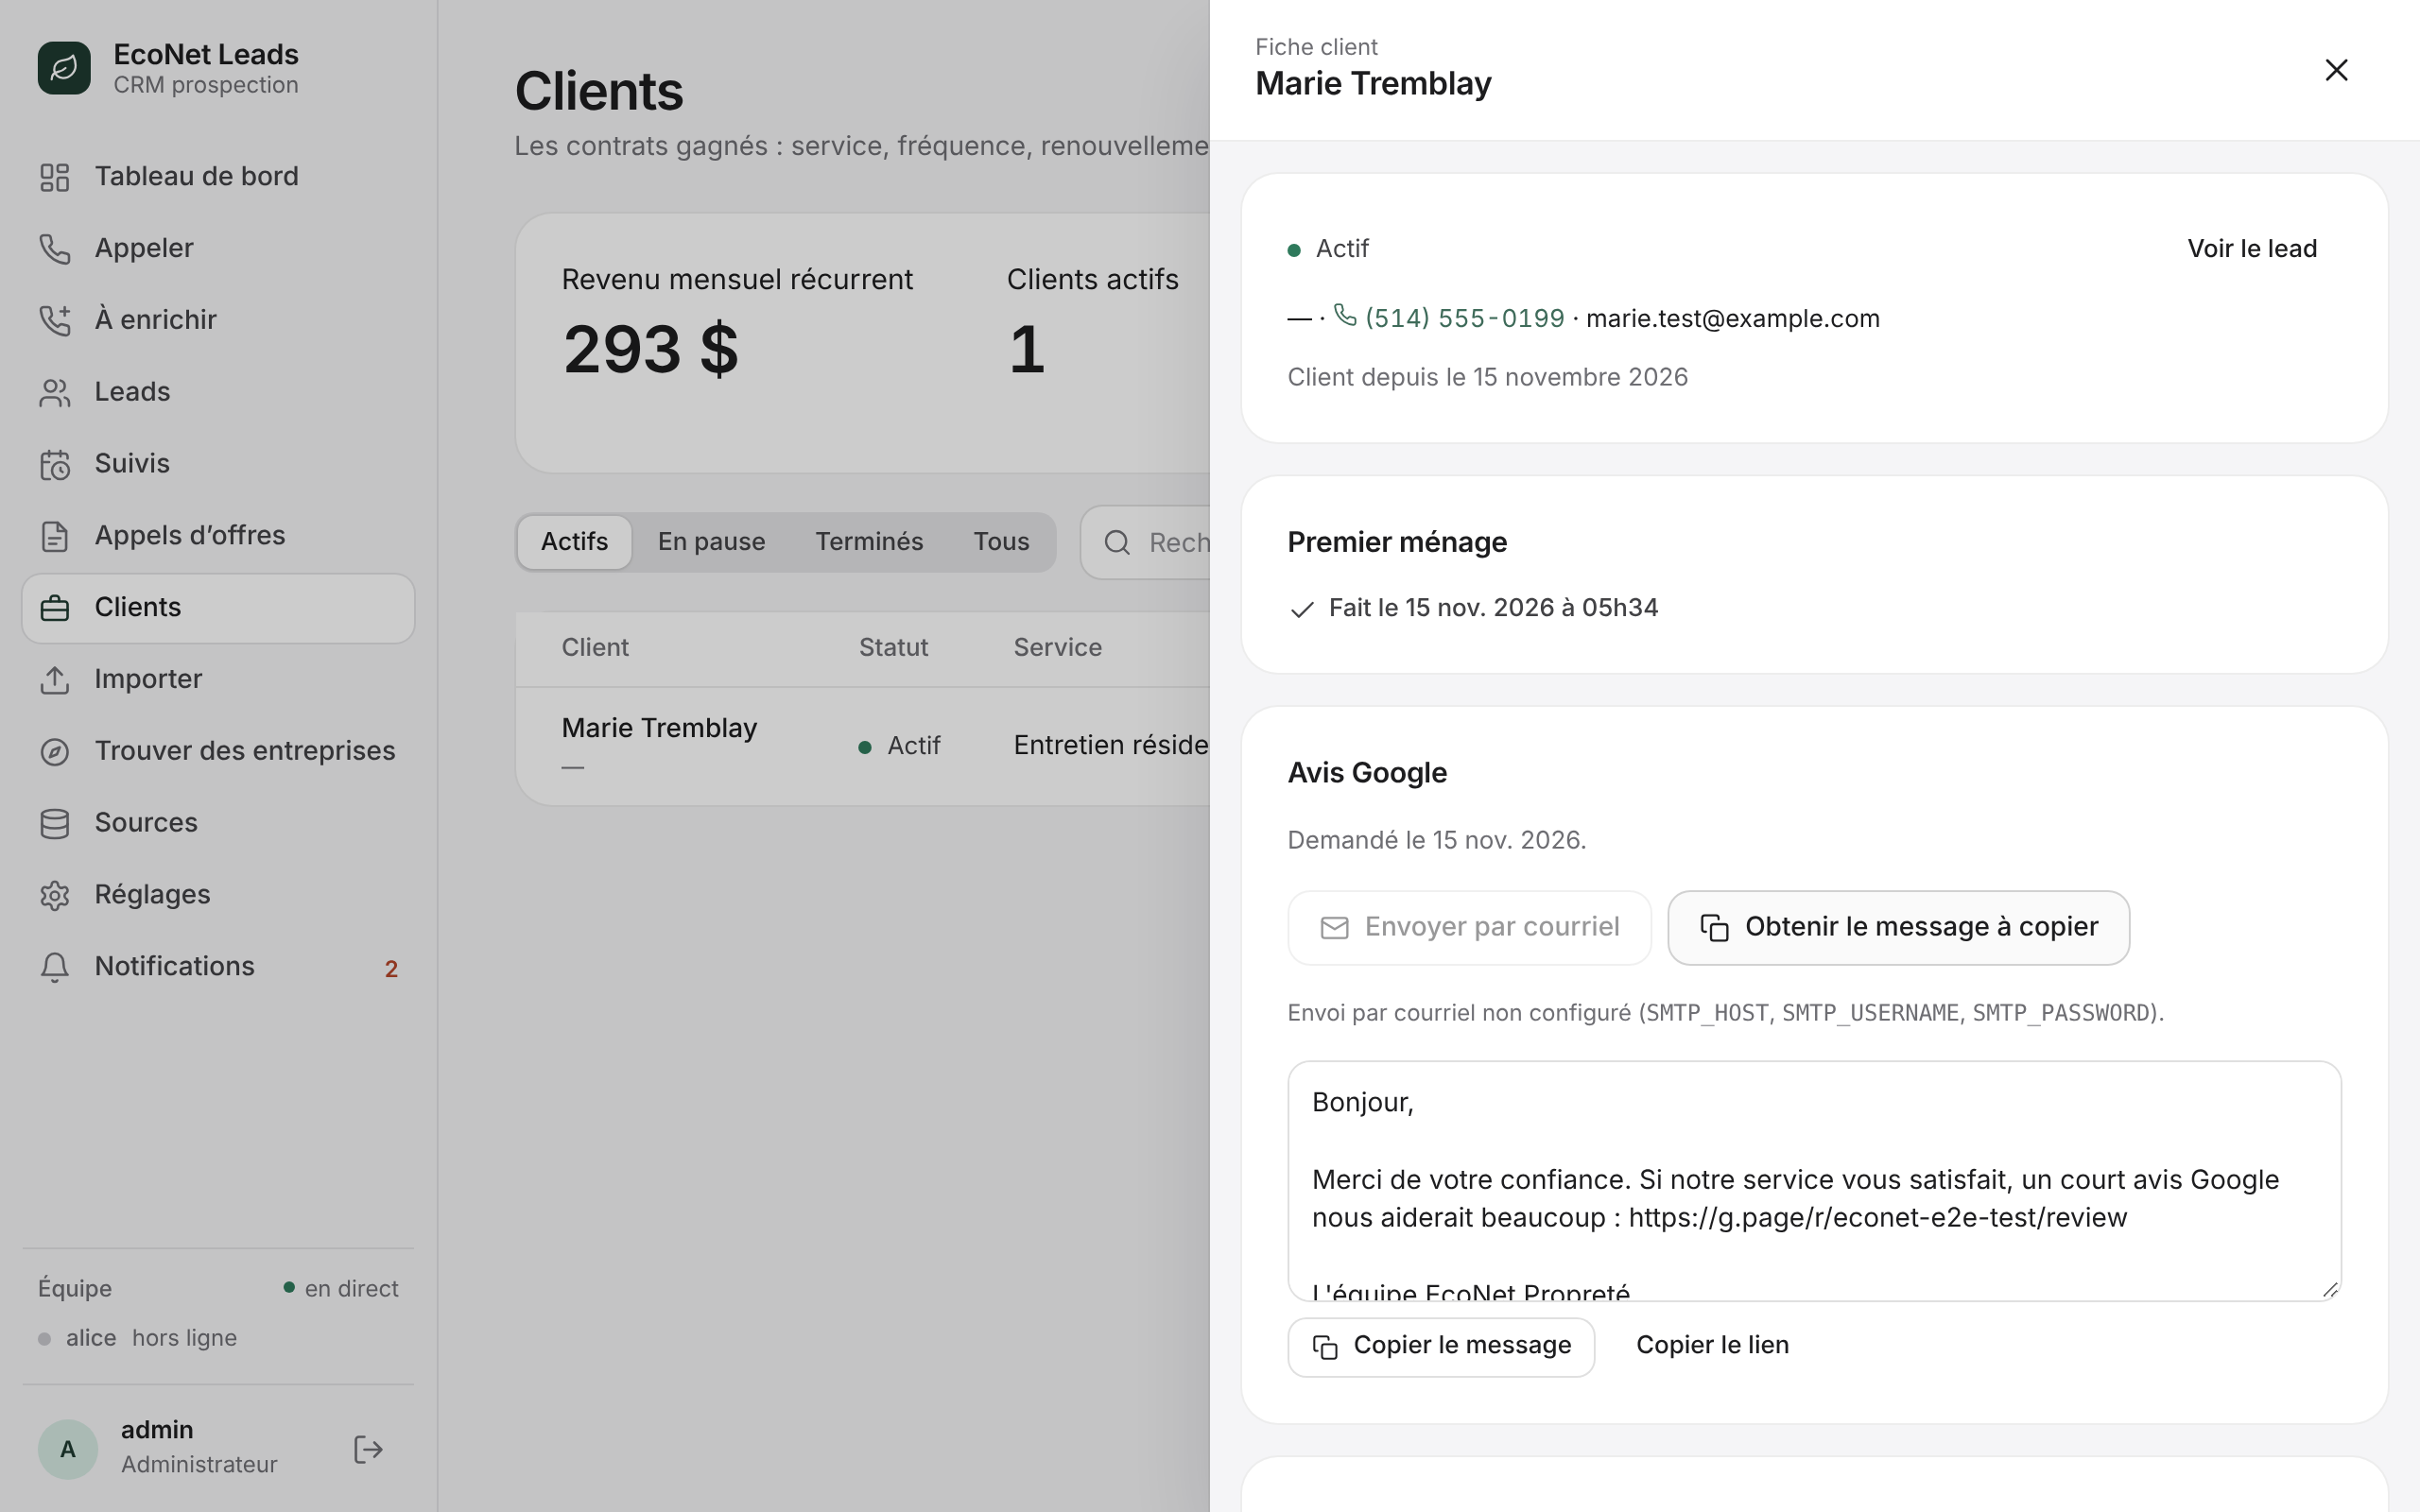 EcoNet Leads
CRM prospection
Tableau de bord
Appeler
À enrichir
Leads
Suivis
Appels d’offres
Clients
Importer
Trouver des entreprises
Sources
Réglages
Notifications 2
Équipe en direct
alice hors ligne
A
admin
Administrateur
Clients
Les contrats gagnés : service, fréquence, renouvelleme
Revenu mensuel récurrent
293 $
Clients actifs
1
Actifs En pause Terminés Tous
Rech
Client Statut Service
Marie Tremblay Actif Entretien réside
—
Fiche client
Marie Tremblay
Actif Voir le lead
— · (514) 555-0199 · marie.test@example.com
Client depuis le 15 novembre 2026
Premier ménage
Fait le 15 nov. 2026 à 05h34
Avis Google
Demandé le 15 nov. 2026.
Envoyer par courriel Obtenir le message à copier
Envoi par courriel non configuré (SMTP_HOST, SMTP_USERNAME, SMTP_PASSWORD).
Bonjour,
Merci de votre confiance. Si notre service vous satisfait, un court avis Google
nous aiderait beaucoup : https://g.page/r/econet-e2e-test/review
L'équipe EcoNet Propreté
Copier le message Copier le lien